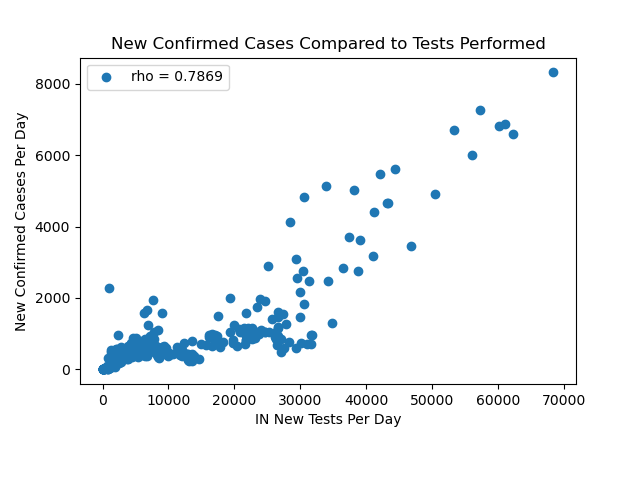 New Confirmed Cases Compared to Tests Performed
rho = 0.7869
New Confirmed Caeses Per Day
8000
6000
4000
2000
0
0 10000 20000 30000 40000 50000 60000 70000
IN New Tests Per Day